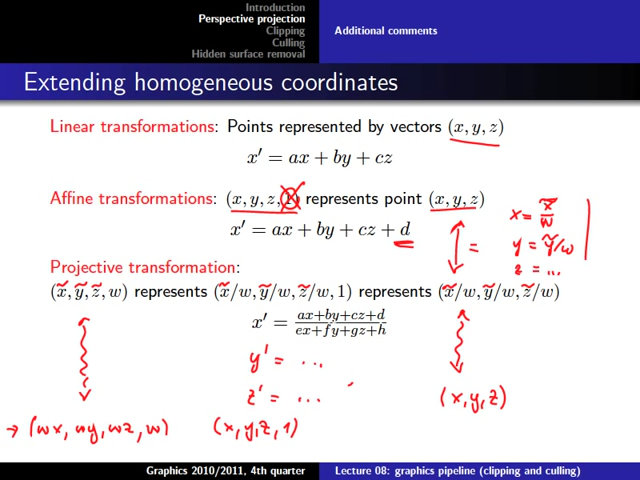 Introduction
Perspective projection
Clipping
Culling
Hidden surface removal
Additional comments
Extending homogeneous coordinates
Linear transformations: Points represented by vectors (x, y, z)
x′ = ax + by + cz
Affine transformations: (x, y, z, 1) represents point (x, y, z)
x′ = ax + by + cz + d
=
x = x̃/w
y = ỹ/w
z = ...
Projective transformation:
(x̃, ỹ, z̃, w) represents (x̃/w, ỹ/w, z̃/w, 1) represents (x̃/w, ỹ/w, z̃/w)
x′ = (ax+by+cz+d)/(ex+fy+gz+h)
y' = ...
z' = ...
(x, y, z)
→ (wx, wy, wz, w) (x, y, z, 1)
Graphics 2010/2011, 4th quarter Lecture 08: graphics pipeline (clipping and culling)